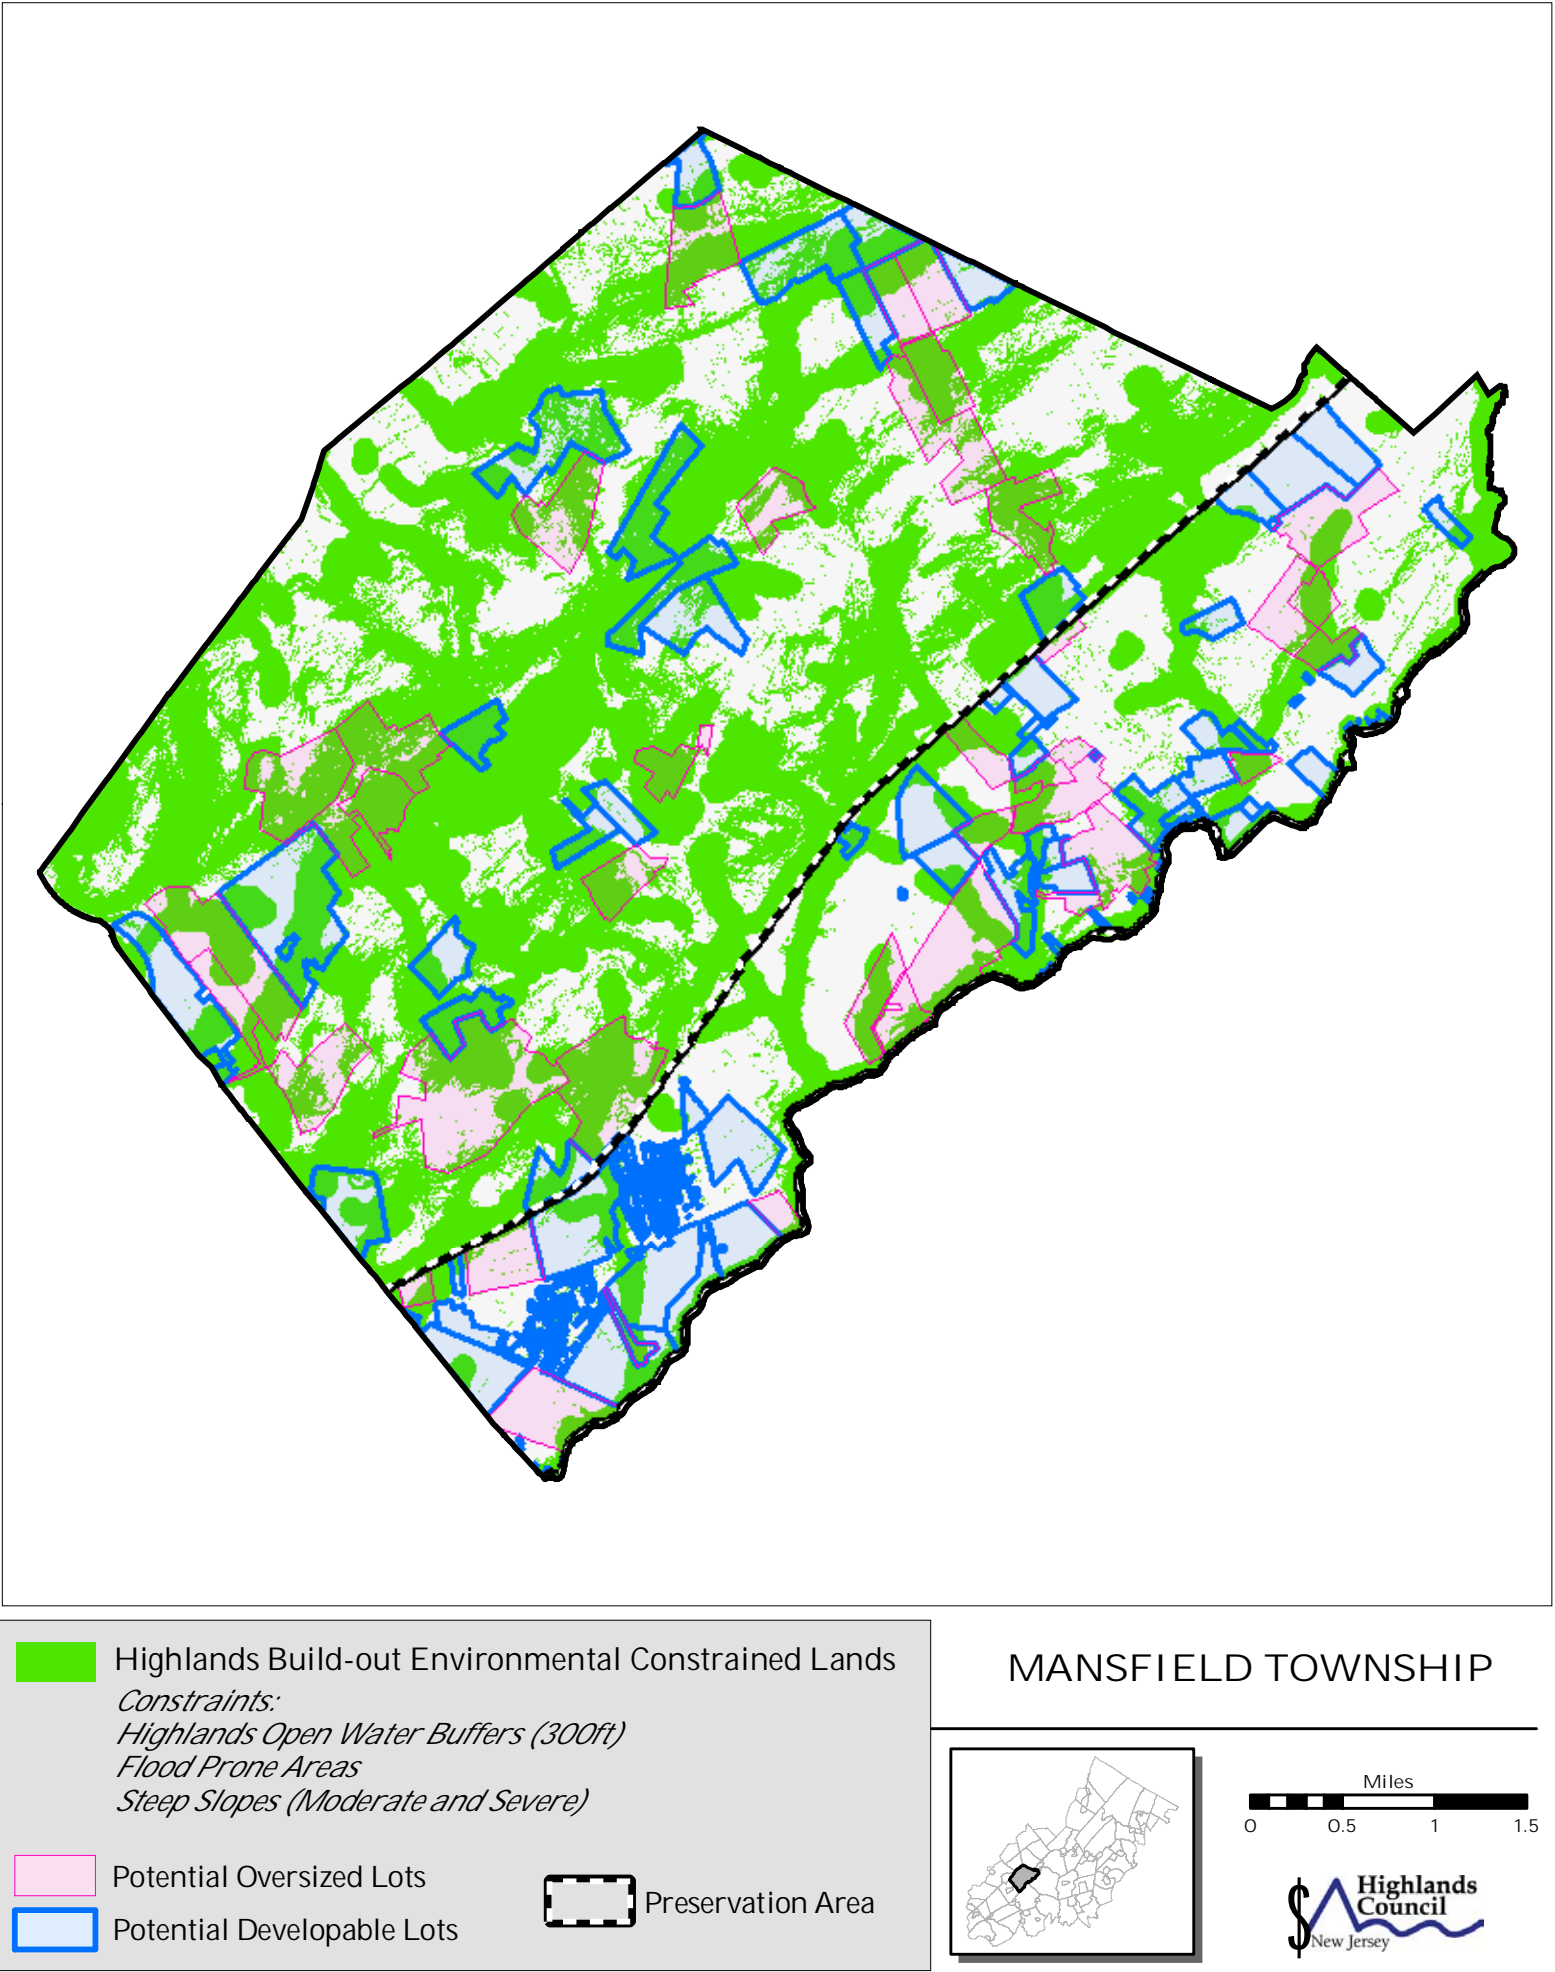 Highlands Build-out Environmental Constrained Lands
Constraints:
Highlands Open Water Buffers (300ft)
Flood Prone Areas
Steep Slopes (Moderate and Severe)
Potential Oversized Lots
Potential Developable Lots
Preservation Area
MANSFIELD TOWNSHIP
Miles
0 0.5 1 1.5
Highlands
Council
New Jersey